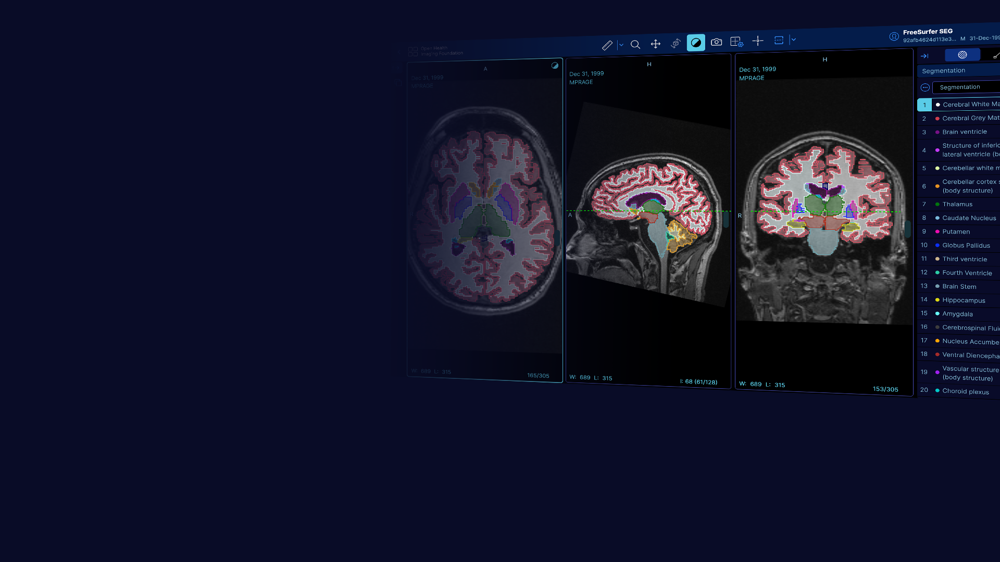 Open Health
Imaging Foundation
FreeSurfer SEG
92afb4624d113e3... M 31-Dec-199
A
Dec 31, 1999
MPRAGE
W: 689 L: 315
165/305
H
Dec 31, 1999
MPRAGE
A
W: 689 L: 315
I: 68 (61/128)
H
Dec 31, 1999
MPRAGE
R
W: 689 L: 315
153/305
Segmentation
Segmentation
1 Cerebral White Ma
2 Cerebral Grey Mat
3 Brain ventricle
4 Structure of inferio
lateral ventricle (bo
5 Cerebellar white m
6 Cerebellar cortex s
(body structure)
7 Thalamus
8 Caudate Nucleus
9 Putamen
10 Globus Pallidus
11 Third ventricle
12 Fourth Ventricle
13 Brain Stem
14 Hippocampus
15 Amygdala
16 Cerebrospinal Flui
17 Nucleus Accumbe
18 Ventral Diencepha
19 Vascular structure
(body structure)
20 Choroid plexus